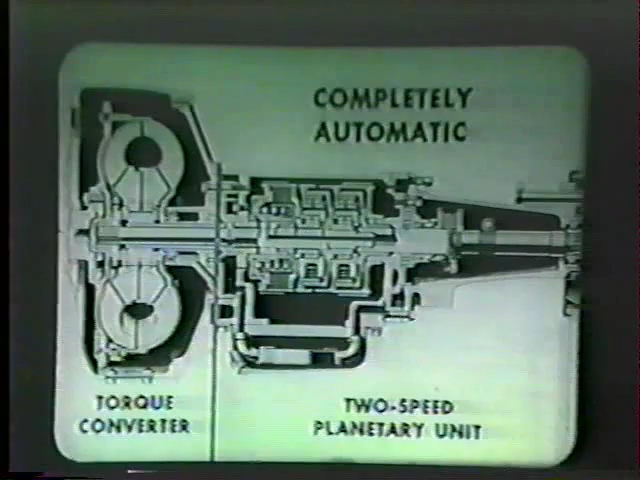 COMPLETELY
AUTOMATIC
TORQUE
CONVERTER
TWO-SPEED
PLANETARY UNIT